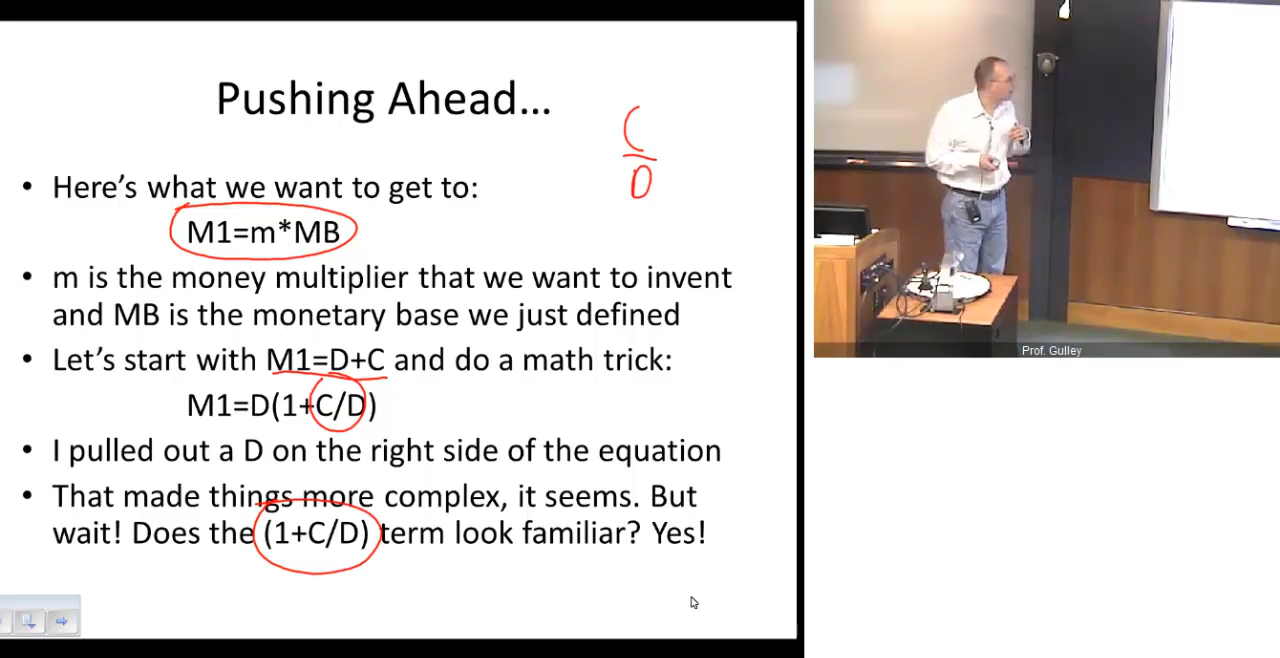 Pushing Ahead...
C
D
• Here's what we want to get to:
M1=m*MB
• m is the money multiplier that we want to invent
and MB is the monetary base we just defined
• Let's start with M1=D+C and do a math trick:
M1=D(1+C/D)
• I pulled out a D on the right side of the equation
• That made things more complex, it seems. But
wait! Does the (1+C/D) term look familiar? Yes!
Prof. Gulley